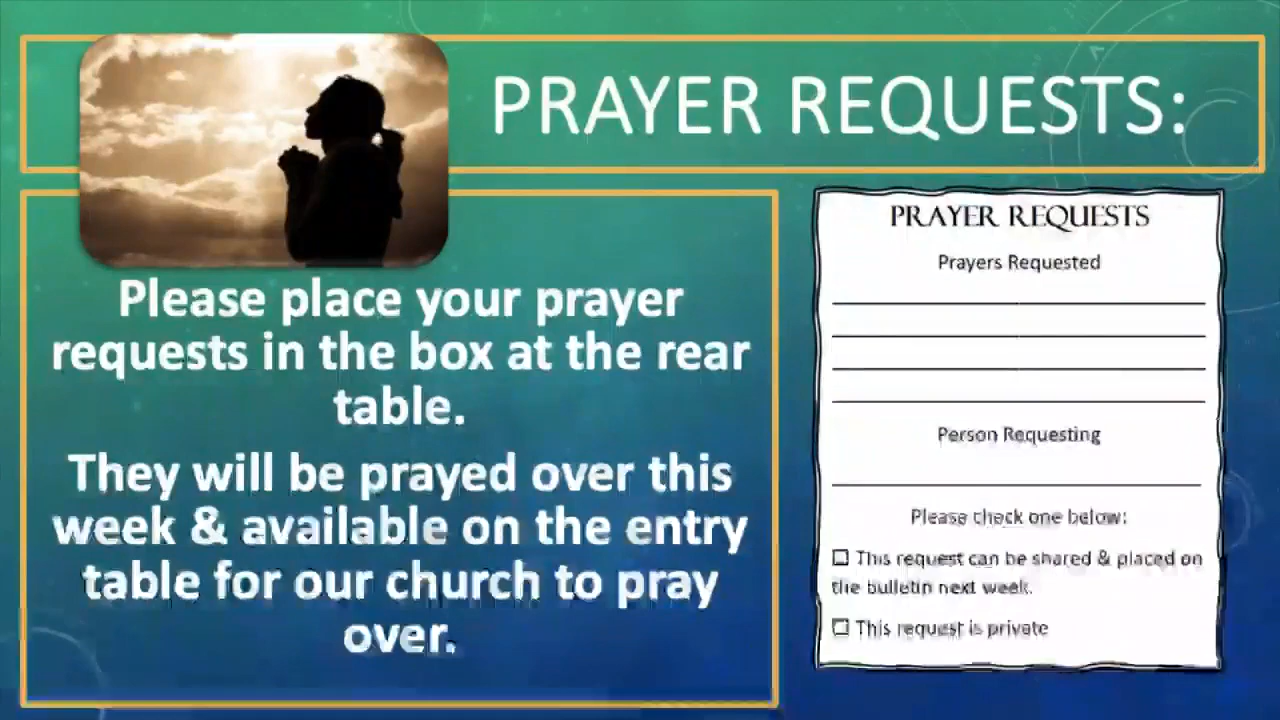 PRAYER REQUESTS:
Please place your prayer
requests in the box at the rear
table.
They will be prayed over this
week & available on the entry
table for our church to pray
over.
PRAYER REQUESTS
Prayers Requested
Person Requesting
Please check one below:
☐ This request can be shared & placed on
the bulletin next week.
☐ This request is private